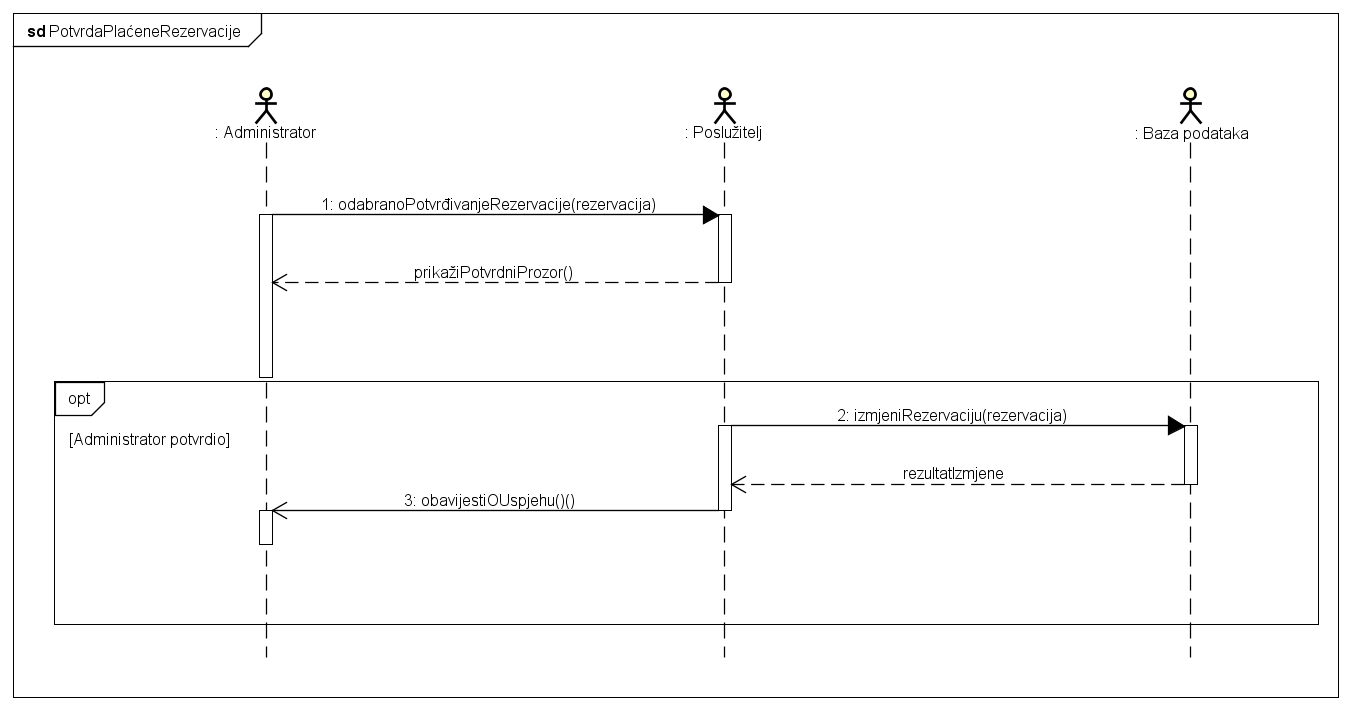 sd PotvrdaPlaćeneRezervacije
: Administrator
: Poslužitelj
: Baza podataka
1: odabranoPotvrđivanjeRezervacije(rezervacija)
prikažiPotvrdniProzor()
opt
2: izmjeniRezervaciju(rezervacija)
[Administrator potvrdio]
rezultatIzmjene
3: obavijestiOUspjehu()()